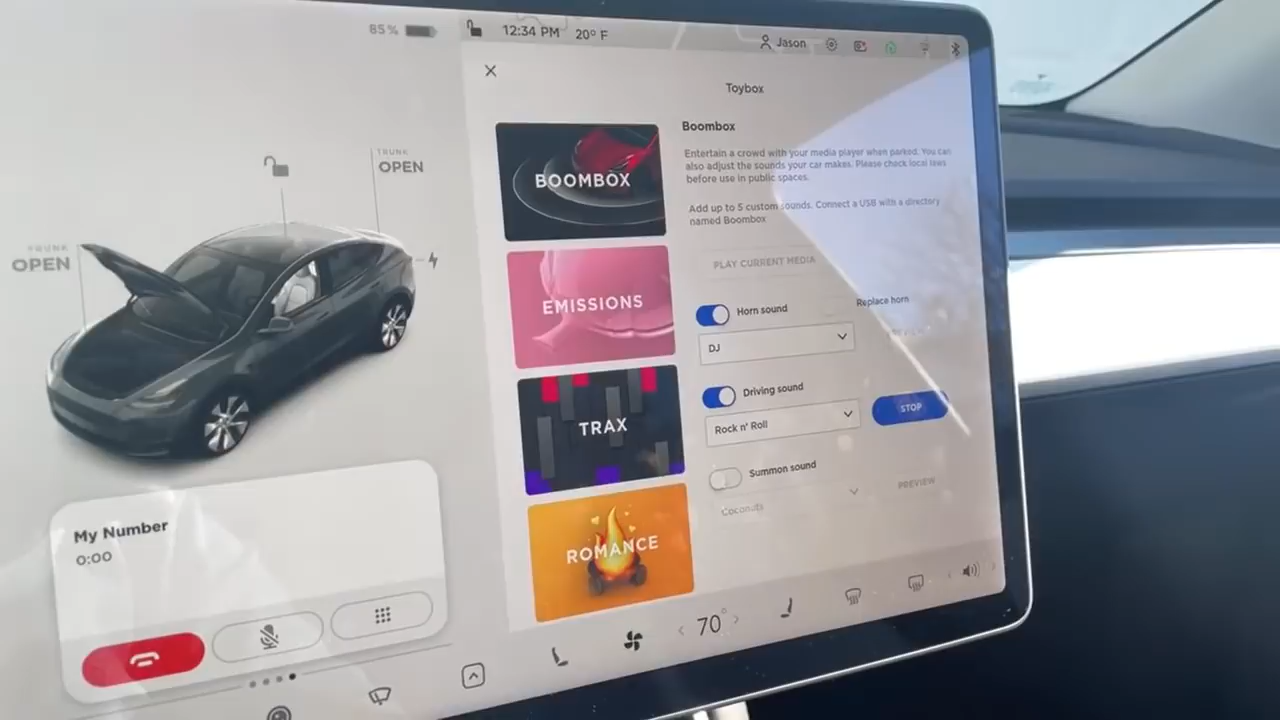 85%
12:34 PM 20° F
Jason
Toybox
TRUNK
OPEN
TRUNK
OPEN
My Number
0:00
BOOMBOX
EMISSIONS
TRAX
ROMANCE
Boombox
Entertain a crowd with your media player when parked. You can
also adjust the sounds your car makes. Please check local laws
before use in public spaces.
Add up to 5 custom sounds. Connect a USB with a directory
named Boombox
PLAY CURRENT MEDIA
Horn sound
Replace horn
DJ
Driving sound
Rock n' Roll
STOP
Summon sound
Coconuts
PREVIEW
70°